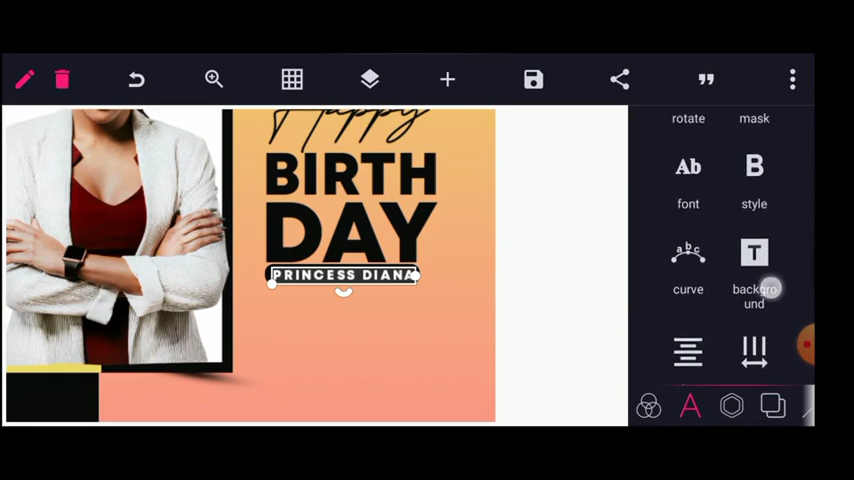 rotate
mask
Ab
B
font
style
a b c
T
curve
backgro
und
A
Happy
BIRTH
DAY
PRINCESS DIANA